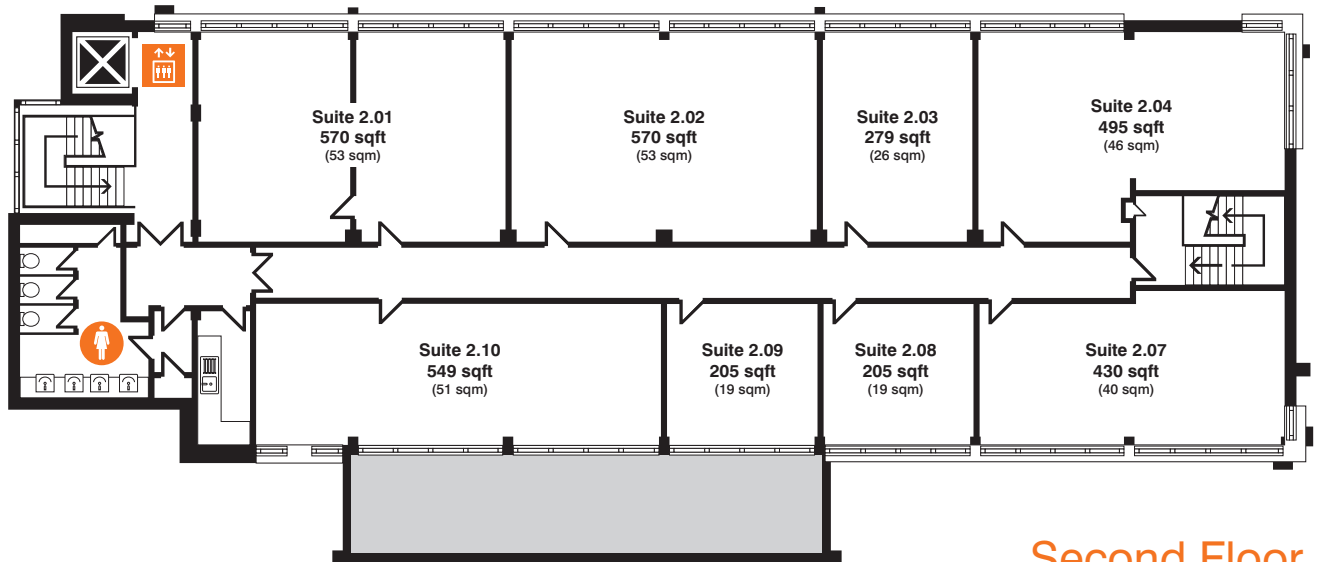 Suite 2.01
570 sqft
(53 sqm)
Suite 2.02
570 sqft
(53 sqm)
Suite 2.03
279 sqft
(26 sqm)
Suite 2.04
495 sqft
(46 sqm)
Suite 2.10
549 sqft
(51 sqm)
Suite 2.09
205 sqft
(19 sqm)
Suite 2.08
205 sqft
(19 sqm)
Suite 2.07
430 sqft
(40 sqm)
Second Floor